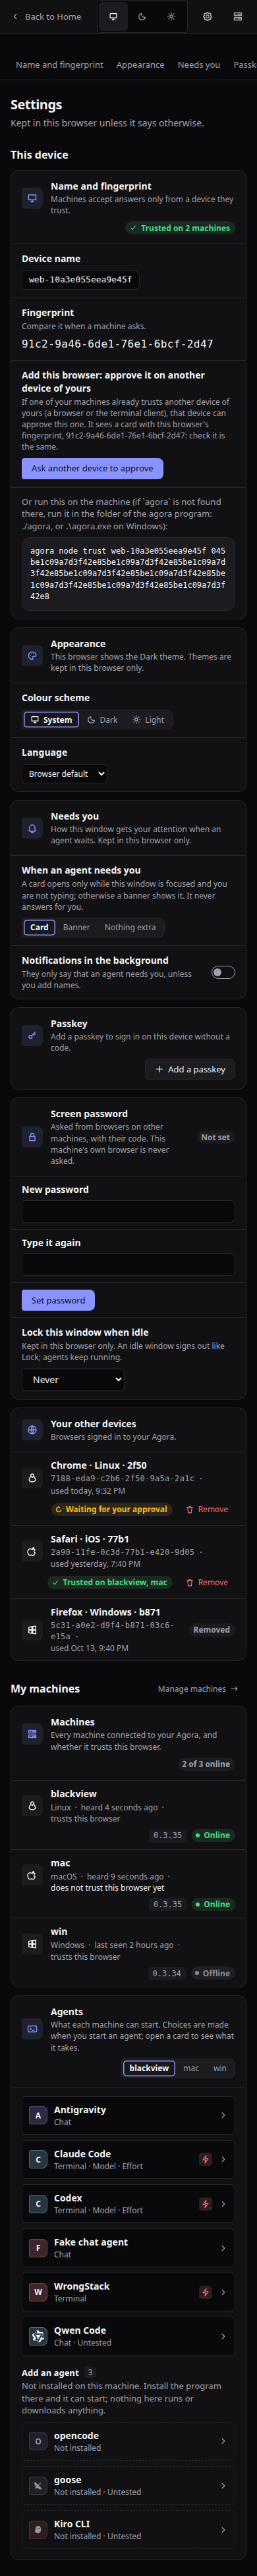 Back to Home
Name and fingerprint Appearance Needs you Passk
Settings
Kept in this browser unless it says otherwise.
This device
Name and fingerprint
Machines accept answers only from a device they
trust.
Trusted on 2 machines
Device name
web-10a3e055eea9e45f
Fingerprint
Compare it when a machine asks.
91c2-9a46-6de1-76e1-6bcf-2d47
Add this browser: approve it on another
device of yours
If one of your machines already trusts another device of
yours (a browser or the terminal client), that device can
approve this one. It sees a card with this browser's
fingerprint, 91c2-9a46-6de1-76e1-6bcf-2d47: check it is
the same.
Ask another device to approve
Or run this on the machine (if `agora` is not found
there, run it in the folder of the agora program:
./agora, or .\agora.exe on Windows):
agora node trust web-10a3e055eea9e45f 045
be1c09a7d3f42e85be1c09a7d3f42e85be1c09a7d
3f42e85be1c09a7d3f42e85be1c09a7d3f42e85be
1c09a7d3f42e85be1c09a7d3f42e85be1c09a7d3f
42e8
Appearance
This browser shows the Dark theme. Themes are
kept in this browser only.
Colour scheme
System Dark Light
Language
Browser default
Needs you
How this window gets your attention when an
agent waits. Kept in this browser only.
When an agent needs you
A card opens only while this window is focused and you
are not typing; otherwise a banner shows it. It never
answers for you.
Card Banner Nothing extra
Notifications in the background
They only say that an agent needs you, unless
you add names.
Passkey
Add a passkey to sign in on this device without a
code.
Add a passkey
Screen password
Asked from browsers on other
machines, with their code. This
machine's own browser is never
asked.
Not set
New password
Type it again
Set password
Lock this window when idle
Kept in this browser only. An idle window signs out like
Lock; agents keep running.
Never
Your other devices
Browsers signed in to your Agora.
Chrome · Linux · 2f50
7188-eda9-c2b6-2f50-9a5a-2a1c ·
used today, 9:32 PM
Waiting for your approval Remove
Safari · iOS · 77b1
2a90-11fe-0c3d-77b1-e420-9d05 ·
used yesterday, 7:40 PM
Trusted on blackview, mac Remove
Firefox · Windows · b871
5c31-a0e2-d9f4-b871-03c6-
e15a ·
used Oct 13, 9:40 PM
Removed
My machines
Manage machines
Machines
Every machine connected to your Agora, and
whether it trusts this browser.
2 of 3 online
blackview
Linux · heard 4 seconds ago ·
trusts this browser
0.3.35 Online
mac
macOS · heard 9 seconds ago ·
does not trust this browser yet
0.3.35 Online
win
Windows · last seen 2 hours ago ·
trusts this browser
0.3.34 Offline
Agents
What each machine can start. Choices are made
when you start an agent; open a card to see what
it takes.
blackview mac win
A Antigravity
Chat
C Claude Code
Terminal · Model · Effort
C Codex
Terminal · Model · Effort
F Fake chat agent
Chat
W WrongStack
Terminal
Qwen Code
Chat · Untested
Add an agent 3
Not installed on this machine. Install the program
there and it can start; nothing here runs or
downloads anything.
O opencode
Not installed
goose
Not installed · Untested
Kiro CLI
Not installed · Untested